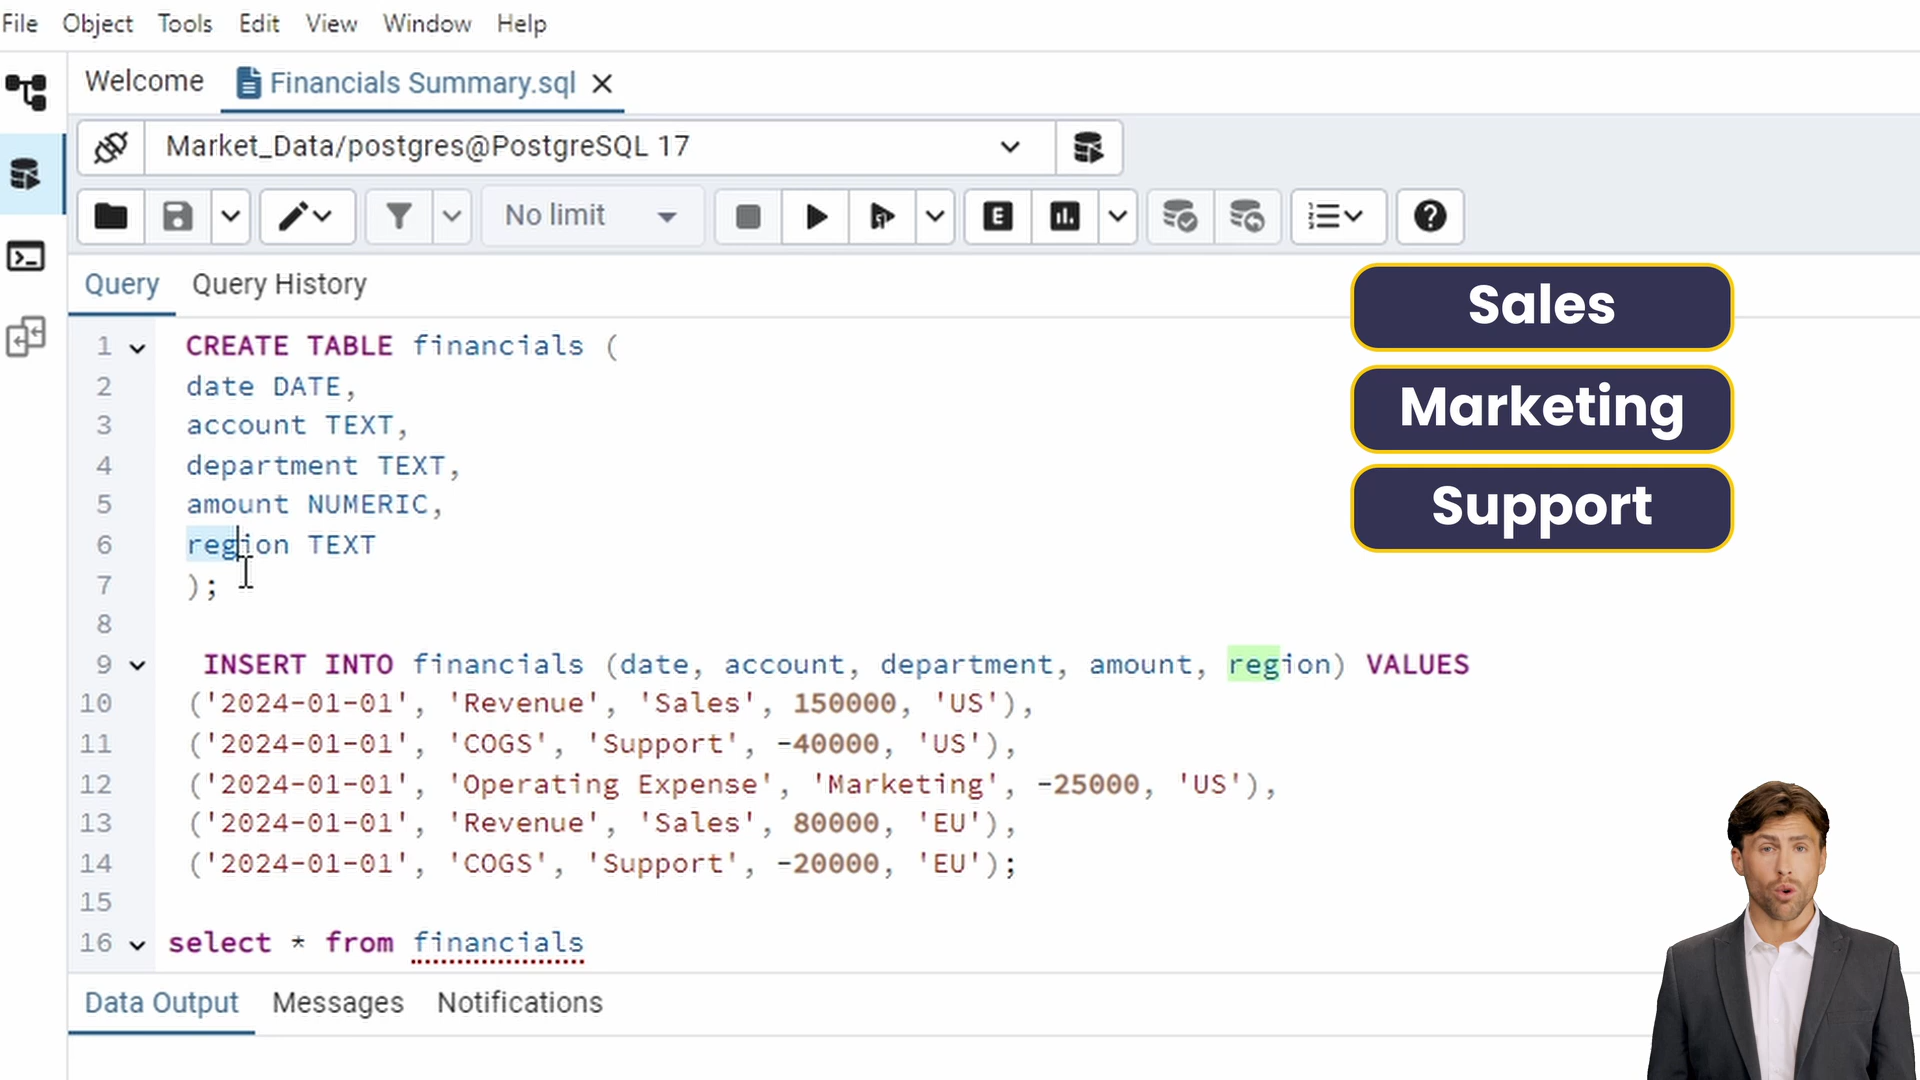 File Object Tools Edit View Window Help
Welcome Financials Summary.sql
Market_Data/postgres@PostgreSQL 17
No limit
E
Query Query History
Sales
Marketing
Support
1 CREATE TABLE financials (
2 date DATE,
3 account TEXT,
4 department TEXT,
5 amount NUMERIC,
6 region TEXT
7 );
8
9 INSERT INTO financials (date, account, department, amount, region) VALUES
10 ('2024-01-01', 'Revenue', 'Sales', 150000, 'US'),
11 ('2024-01-01', 'COGS', 'Support', -40000, 'US'),
12 ('2024-01-01', 'Operating Expense', 'Marketing', -25000, 'US'),
13 ('2024-01-01', 'Revenue', 'Sales', 80000, 'EU'),
14 ('2024-01-01', 'COGS', 'Support', -20000, 'EU');
15
16 select * from financials
Data Output Messages Notifications